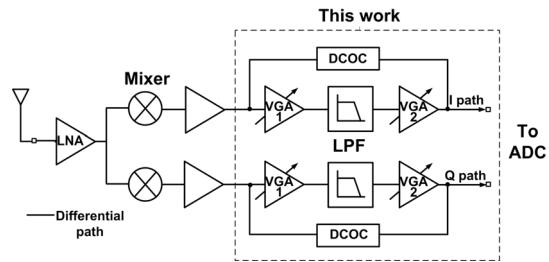 This work
DCOC
Mixer
VGA
1
VGA
2
I path
LNA
LPF
To
ADC
VGA
1
VGA
2
Q path
Differential
path
DCOC